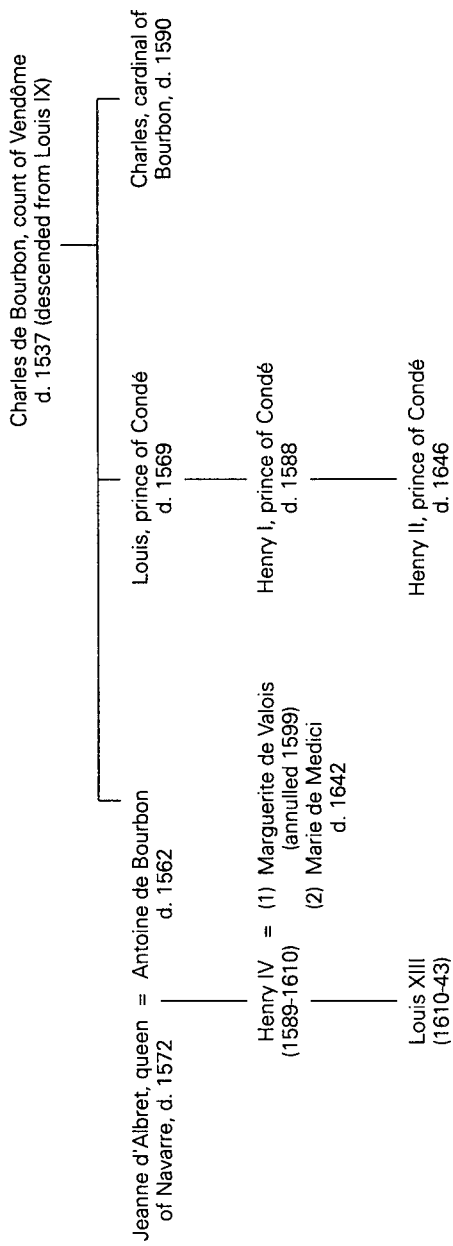 Charles de Bourbon, count of Vendôme
d. 1537 (descended from Louis IX)
Jeanne d'Albret, queen
of Navarre, d. 1572
=
Antoine de Bourbon
d. 1562
Louis, prince of Condé
d. 1569
Charles, cardinal of
Bourbon, d. 1590
Henry IV
(1589-1610)
=
(1) Marguerite de Valois
(annulled 1599)
(2) Marie de Medici
d. 1642
Henry I, prince of Condé
d. 1588
Louis XIII
(1610-43)
Henry II, prince of Condé
d. 1646